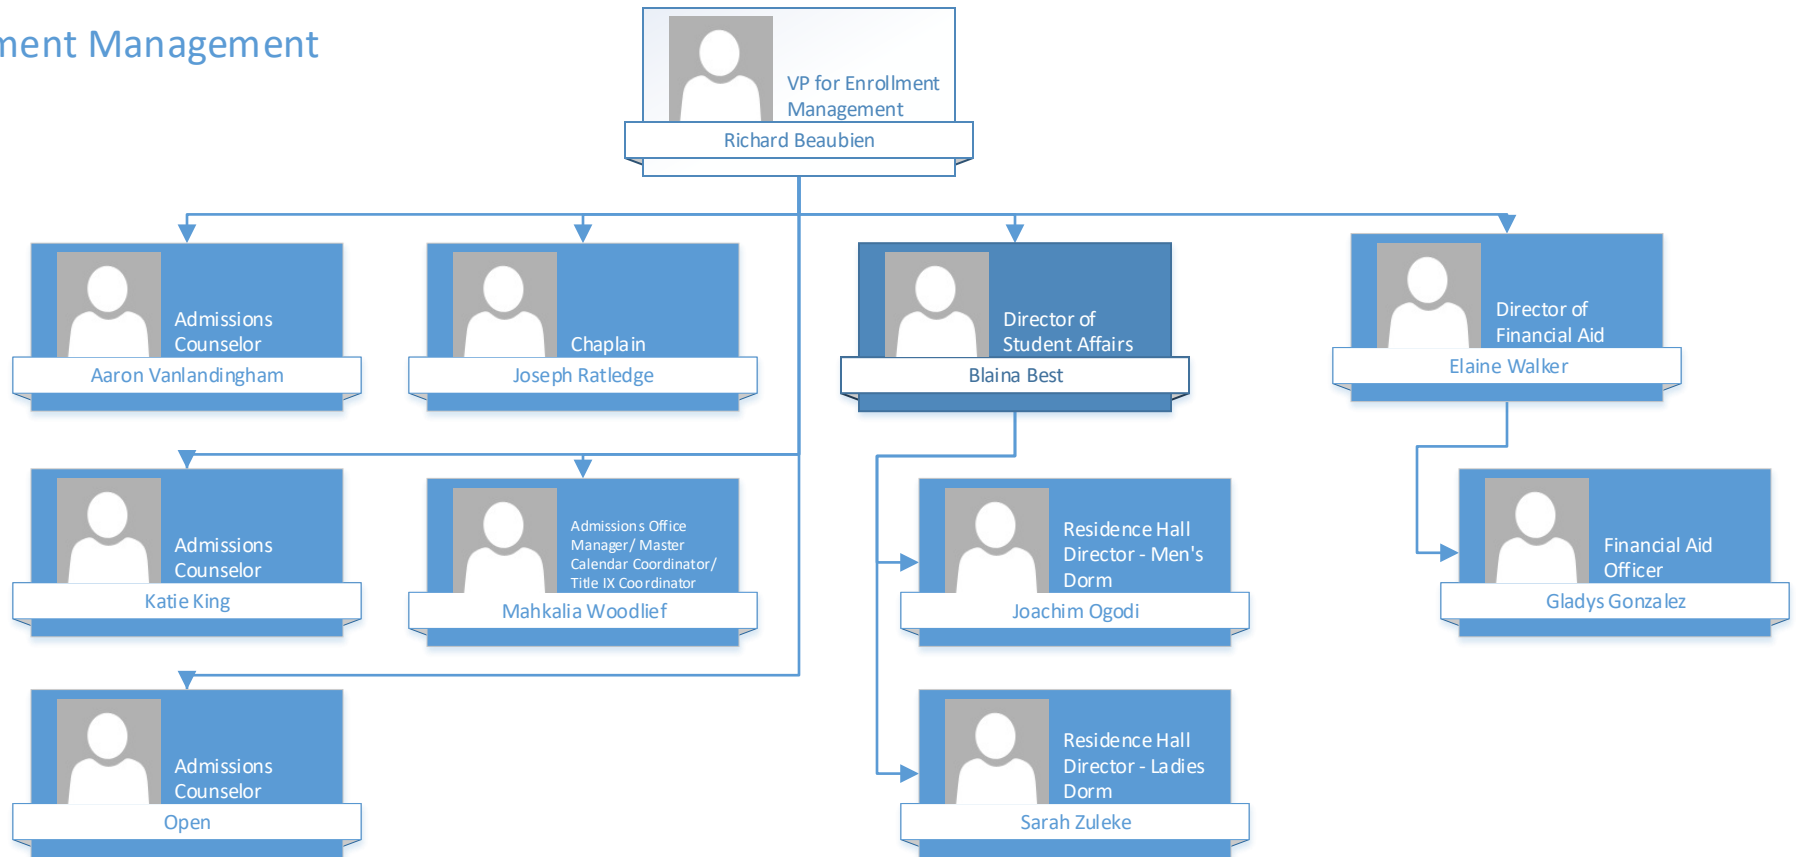 ment Management
VP for Enrollment
Management
Richard Beaubien
Admissions
Counselor
Aaron Vanlandingham
Chaplain
Joseph Ratledge
Director of
Student Affairs
Blaina Best
Director of
Financial Aid
Elaine Walker
Admissions
Counselor
Katie King
Admissions Office
Manager/ Master
Calendar Coordinator/
Title IX Coordinator
Mahkalia Woodlief
Residence Hall
Director - Men's
Dorm
Joachim Ogodi
Financial Aid
Officer
Gladys Gonzalez
Admissions
Counselor
Open
Residence Hall
Director - Ladies
Dorm
Sarah Zuleke